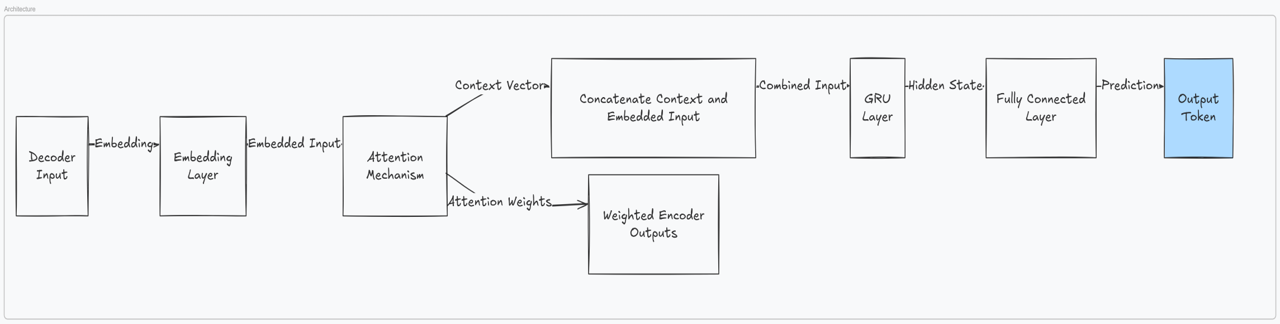 Architecture
Decoder
Input
Embedding
Embedding
Layer
Embedded Input
Attention
Mechanism
Context Vector
Concatenate Context and
Embedded Input
Combined Input
GRU
Layer
Hidden State
Fully Connected
Layer
Prediction
Output
Token
Attention Weights
Weighted Encoder
Outputs